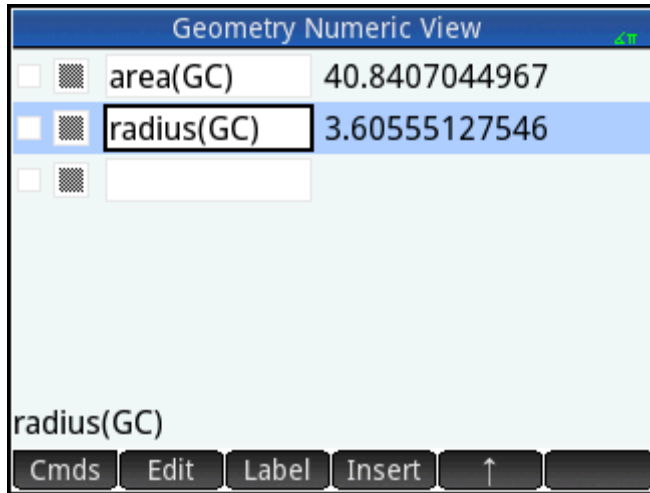 Geometry Numeric View
∡π
area(GC) 40.8407044967
radius(GC) 3.60555127546
radius(GC)
Cmds Edit Label Insert ↑